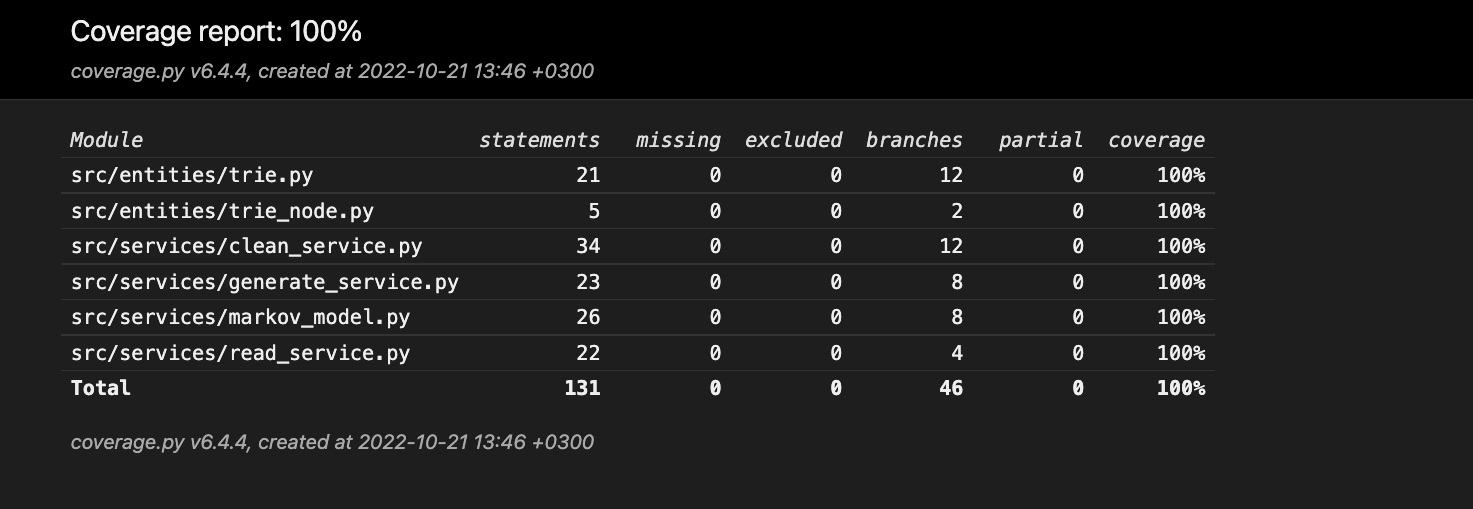 Coverage report: 100%
coverage.py v6.4.4, created at 2022-10-21 13:46 +0300
Module statements missing excluded branches partial coverage
src/entities/trie.py 21 0 0 12 0 100%
src/entities/trie_node.py 5 0 0 2 0 100%
src/services/clean_service.py 34 0 0 12 0 100%
src/services/generate_service.py 23 0 0 8 0 100%
src/services/markov_model.py 26 0 0 8 0 100%
src/services/read_service.py 22 0 0 4 0 100%
Total 131 0 0 46 0 100%
coverage.py v6.4.4, created at 2022-10-21 13:46 +0300